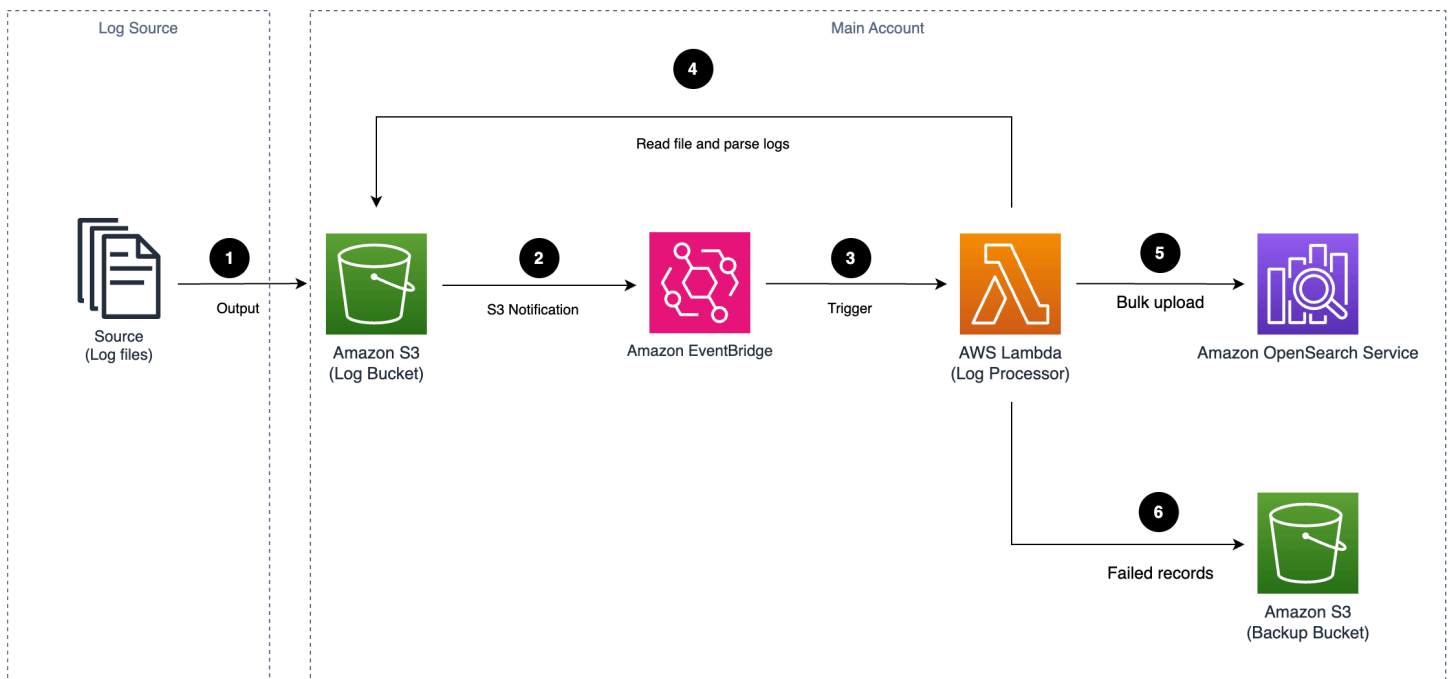 Log Source
Main Account
4
Read file and parse logs
1
2
3
5
Output
S3 Notification
Trigger
Bulk upload
Source
(Log files)
Amazon S3
(Log Bucket)
Amazon EventBridge
AWS Lambda
(Log Processor)
Amazon OpenSearch Service
6
Failed records
Amazon S3
(Backup Bucket)